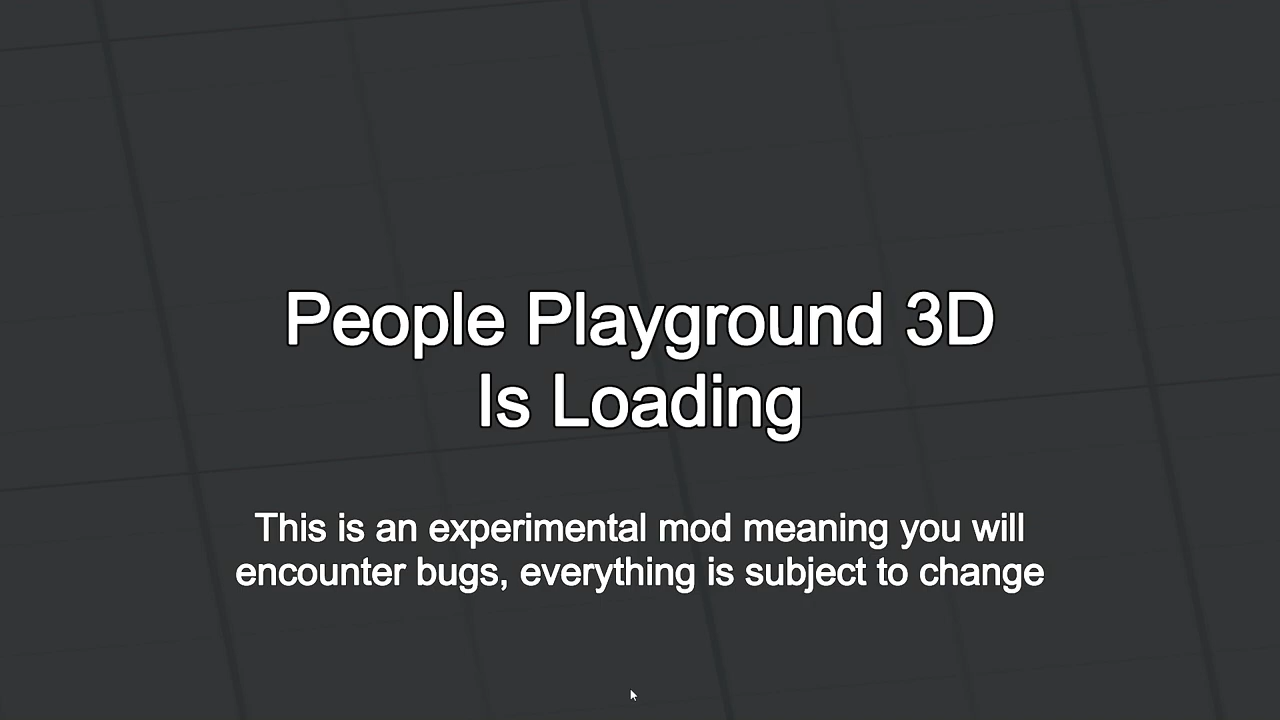 People Playground 3D
Is Loading
This is an experimental mod meaning you will
encounter bugs, everything is subject to change